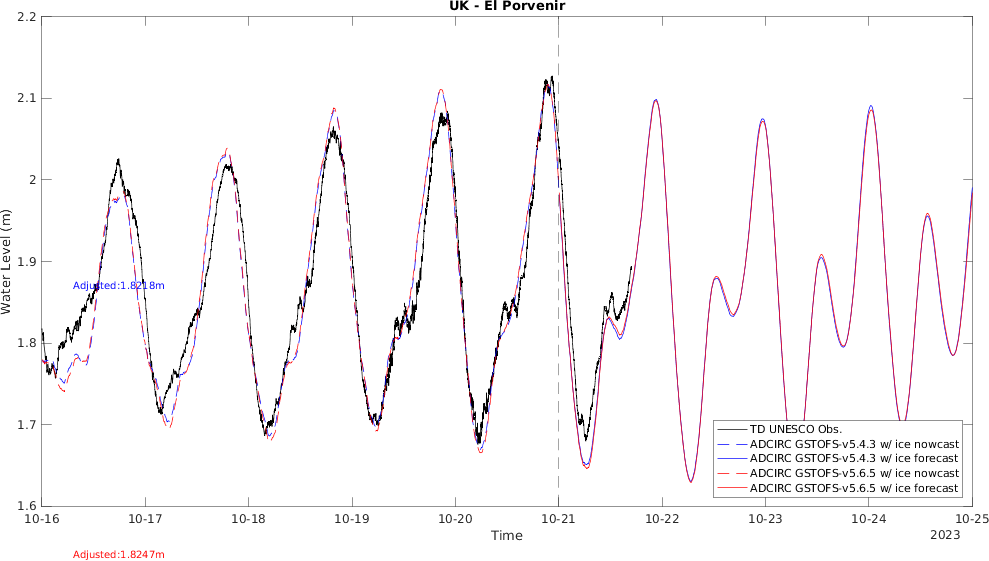 UK - El Porvenir
2.2
2.1
2
1.9
1.8
1.7
1.6
Water Level (m)
Adjusted:1.8218m
TD UNESCO Obs.
ADCIRC GSTOFS-v5.4.3 w/ ice nowcast
ADCIRC GSTOFS-v5.4.3 w/ ice forecast
ADCIRC GSTOFS-v5.6.5 w/ ice nowcast
ADCIRC GSTOFS-v5.6.5 w/ ice forecast
10-16 10-17 10-18 10-19 10-20 10-21 10-22 10-23 10-24 10-25
Time
2023
Adjusted:1.8247m